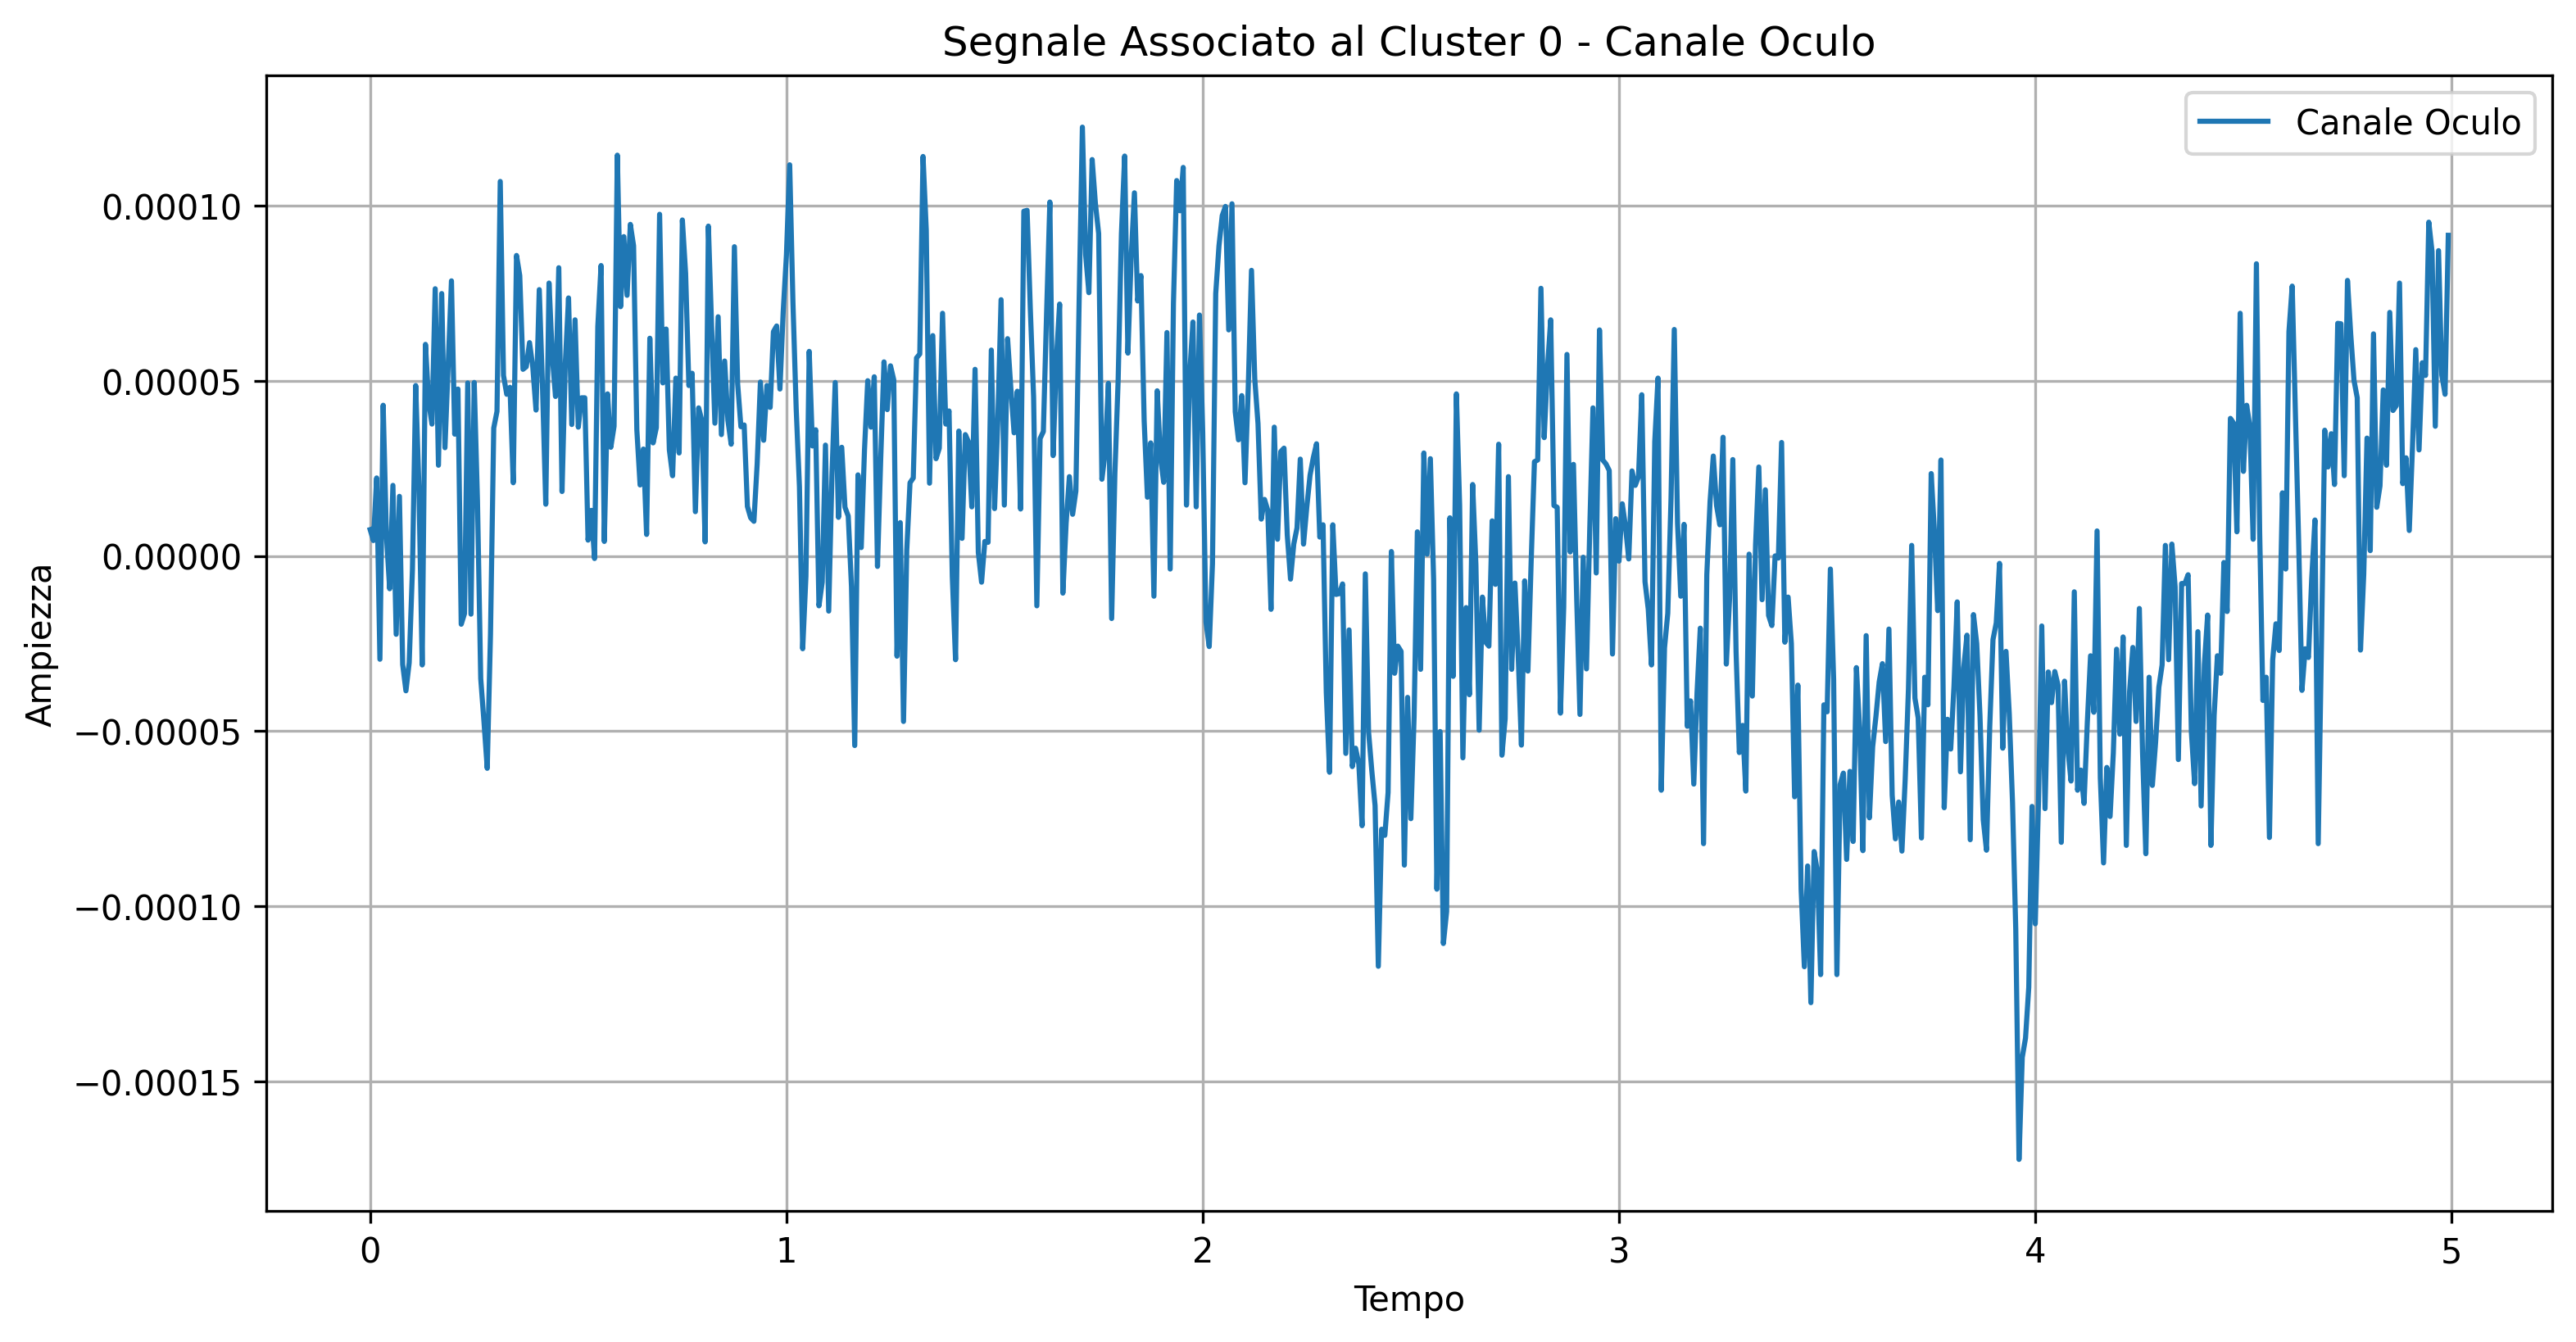 Segnale Associato al Cluster 0 - Canale Oculo
Canale Oculo
0.00010
0.00005
0.00000
−0.00005
−0.00010
−0.00015
Ampiezza
0 1 2 3 4 5
Tempo